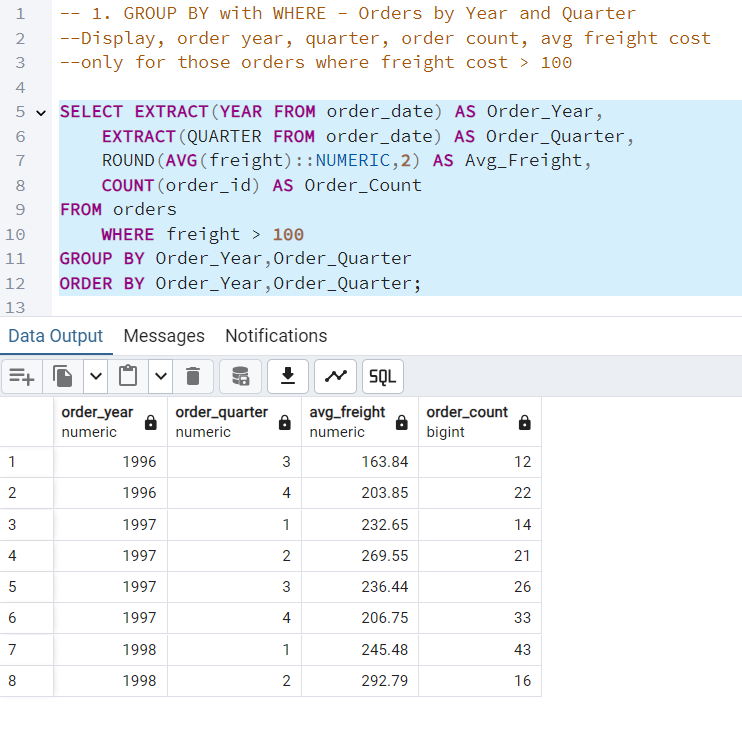 1 -- 1. GROUP BY with WHERE - Orders by Year and Quarter
2 --Display, order year, quarter, order count, avg freight cost
3 --only for those orders where freight cost > 100
4
5 SELECT EXTRACT(YEAR FROM order_date) AS Order_Year,
6 EXTRACT(QUARTER FROM order_date) AS Order_Quarter,
7 ROUND(AVG(freight)::NUMERIC,2) AS Avg_Freight,
8 COUNT(order_id) AS Order_Count
9 FROM orders
10 WHERE freight > 100
11 GROUP BY Order_Year,Order_Quarter
12 ORDER BY Order_Year,Order_Quarter;
13
Data Output Messages Notifications
SQL
order_year order_quarter avg_freight order_count
numeric numeric numeric bigint
1 1996 3 163.84 12
2 1996 4 203.85 22
3 1997 1 232.65 14
4 1997 2 269.55 21
5 1997 3 236.44 26
6 1997 4 206.75 33
7 1998 1 245.48 43
8 1998 2 292.79 16